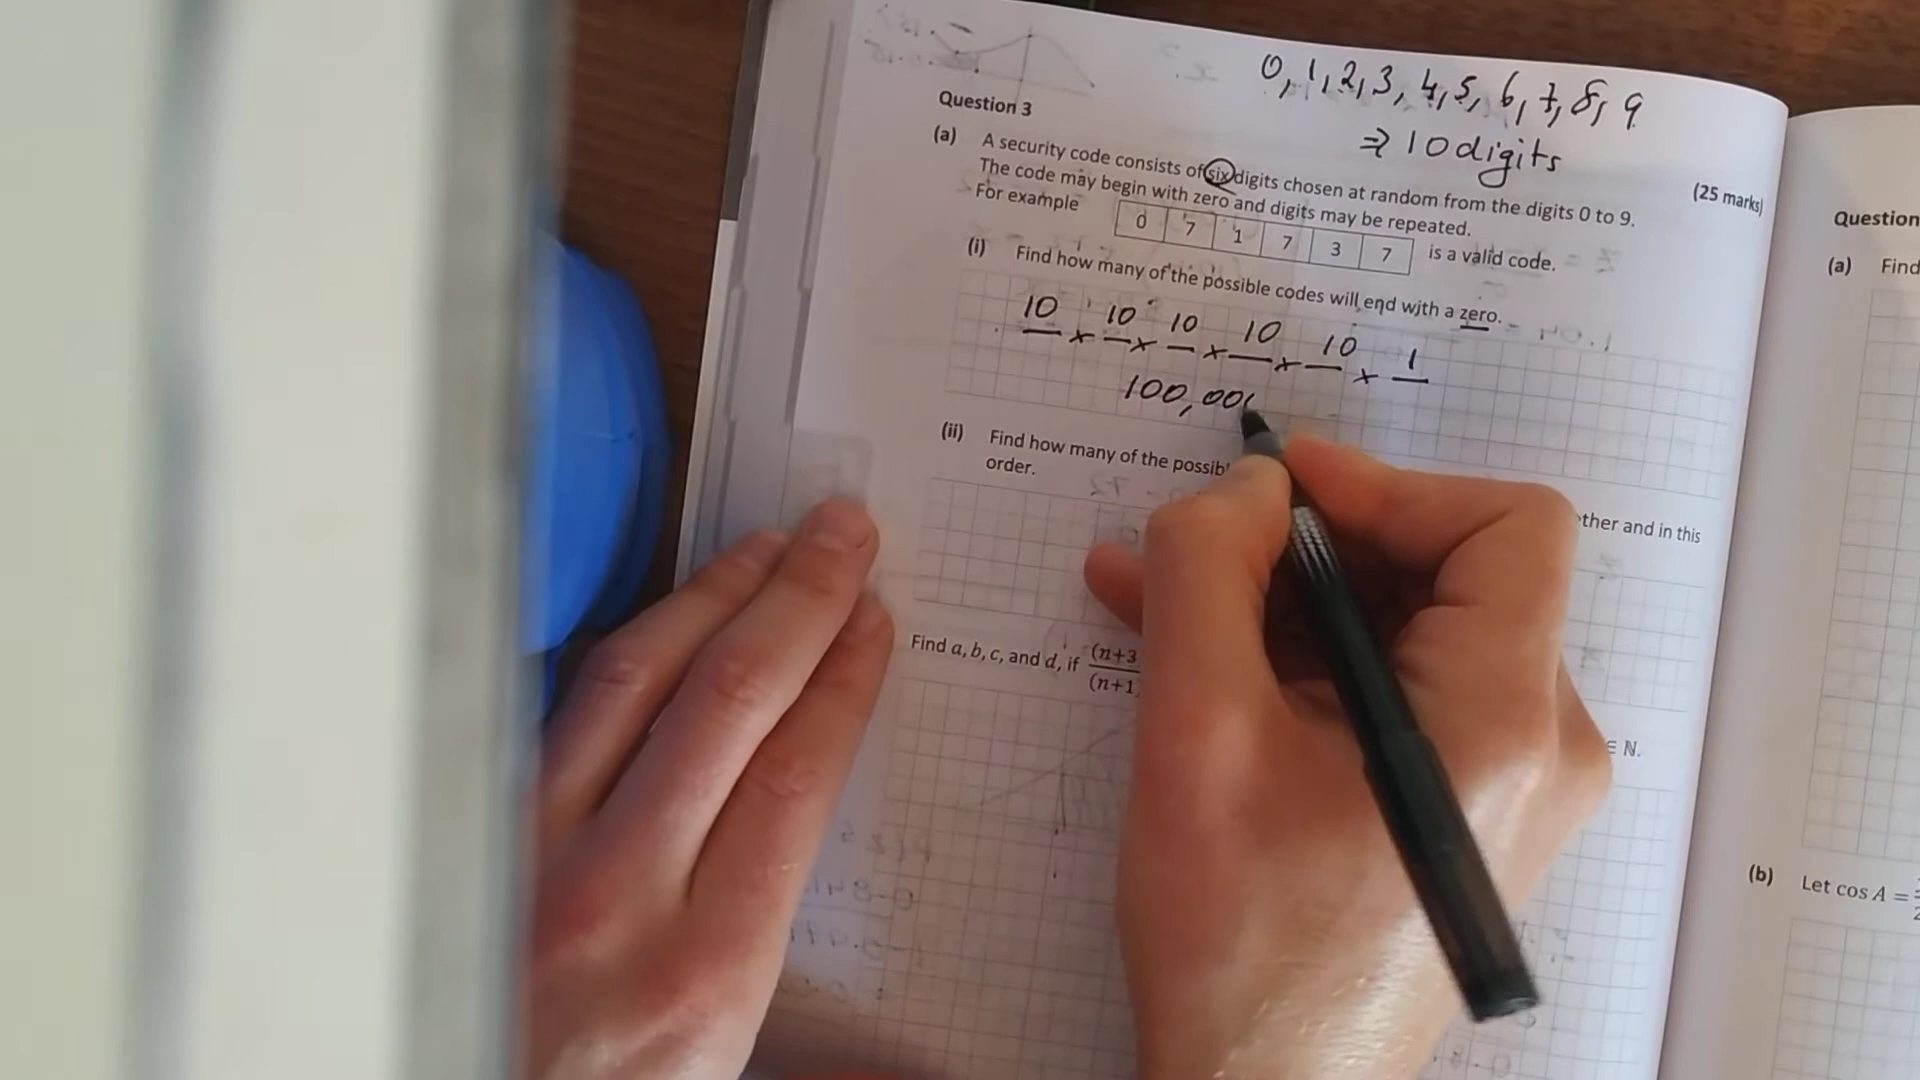 0, 1, 2, 3, 4, 5, 6, 7, 8, 9
⇒ 10 digits
Question 3
(25 marks)
(a) A security code consists of six digits chosen at random from the digits 0 to 9.
The code may begin with zero and digits may be repeated.
For example 0 7 1 7 3 7 is a valid code.
(i) Find how many of the possible codes will end with a zero.
10 × 10 × 10 × 10 × 10 × 1
100,000
(ii) Find how many of the possib ther and in this
order.
Find a, b, c, and d, if (n+3 / (n+1 ∈ ℕ.
Question
(a) Find
(b) Let cos A =